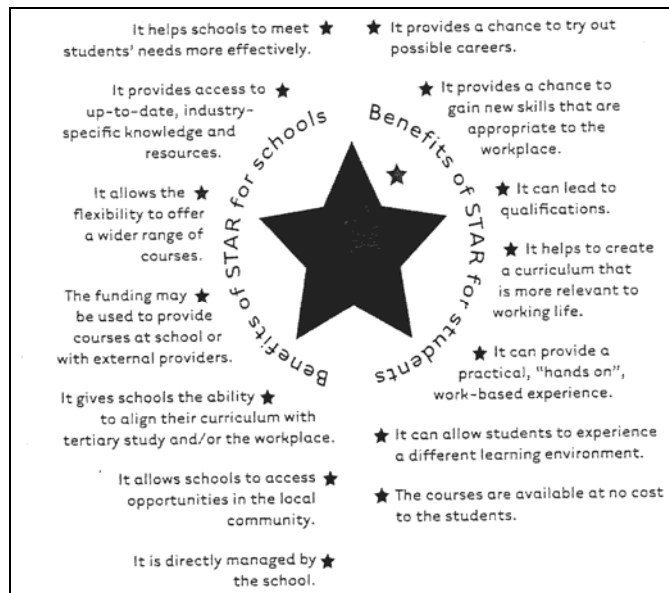 It helps schools to meet
students' needs more effectively.
It provides access to
up-to-date, industry-
specific knowledge and
resources.
It allows the
flexibility to offer
a wider range of
courses.
The funding may
be used to provide
courses at school or
with external providers.
It gives schools the ability
to align their curriculum with
tertiary study and/or the workplace.
It allows schools to access
opportunities in the local
community.
It is directly managed by
the school.
Benefits of STAR for schools
Benefits of STAR for students
It provides a chance to try out
possible careers.
It provides a chance to
gain new skills that are
appropriate to the
workplace.
It can lead to
qualifications.
It helps to create
a curriculum that
is more relevant to
working life.
It can provide a
practical, "hands on",
work-based experience.
It can allow students to experience
a different learning environment.
The courses are available at no cost
to the students.